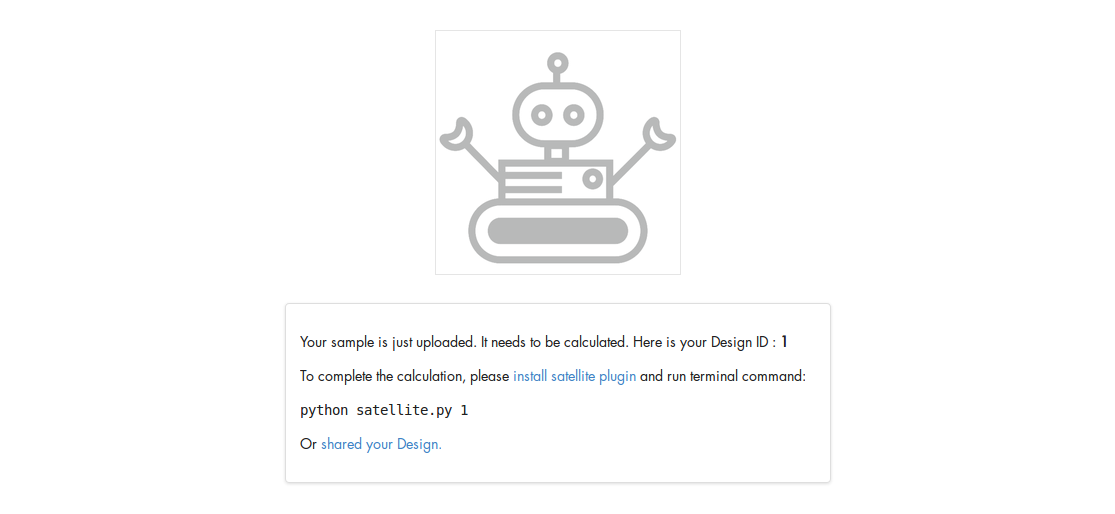 Your sample is just uploaded. It needs to be calculated. Here is your Design ID : 1
To complete the calculation, please install satellite plugin and run terminal command:
python satellite.py 1
Or shared your Design.